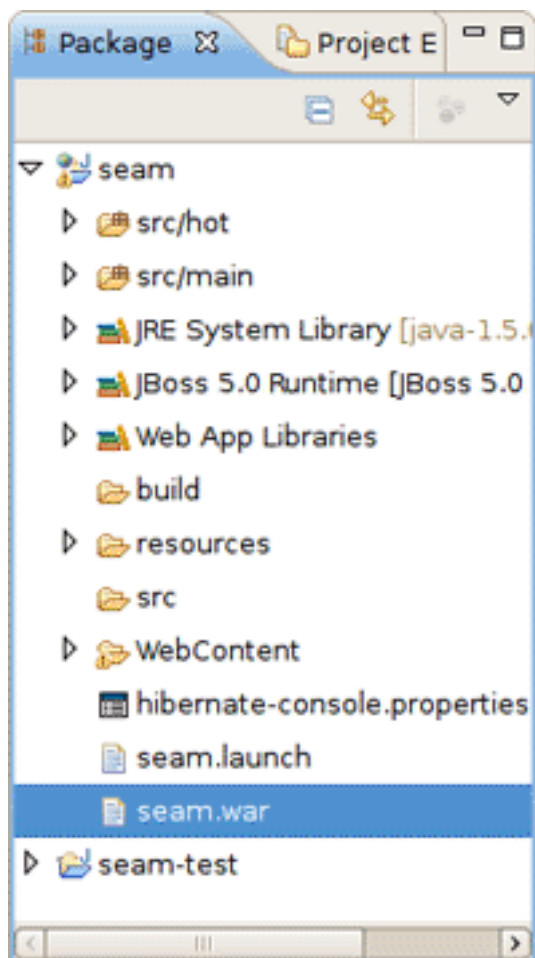 Package Project E
seam
src/hot
src/main
JRE System Library [java-1.5.
JBoss 5.0 Runtime [JBoss 5.0
Web App Libraries
build
resources
src
WebContent
hibernate-console.properties
seam.launch
seam.war
seam-test